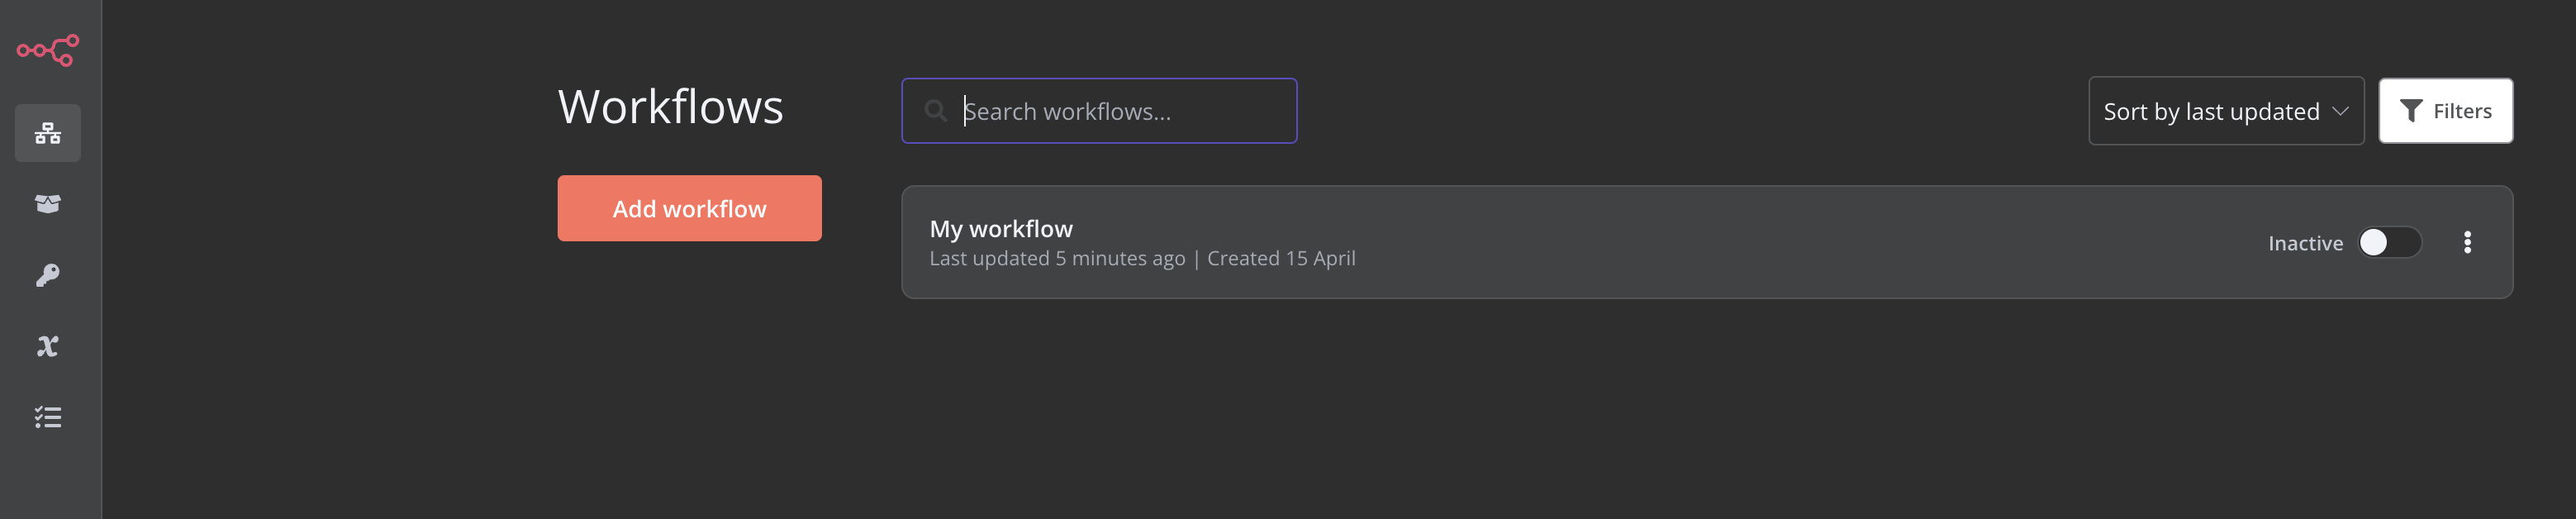 Workflows
Search workflows...
Sort by last updated
Filters
Add workflow
My workflow
Last updated 5 minutes ago | Created 15 April
Inactive